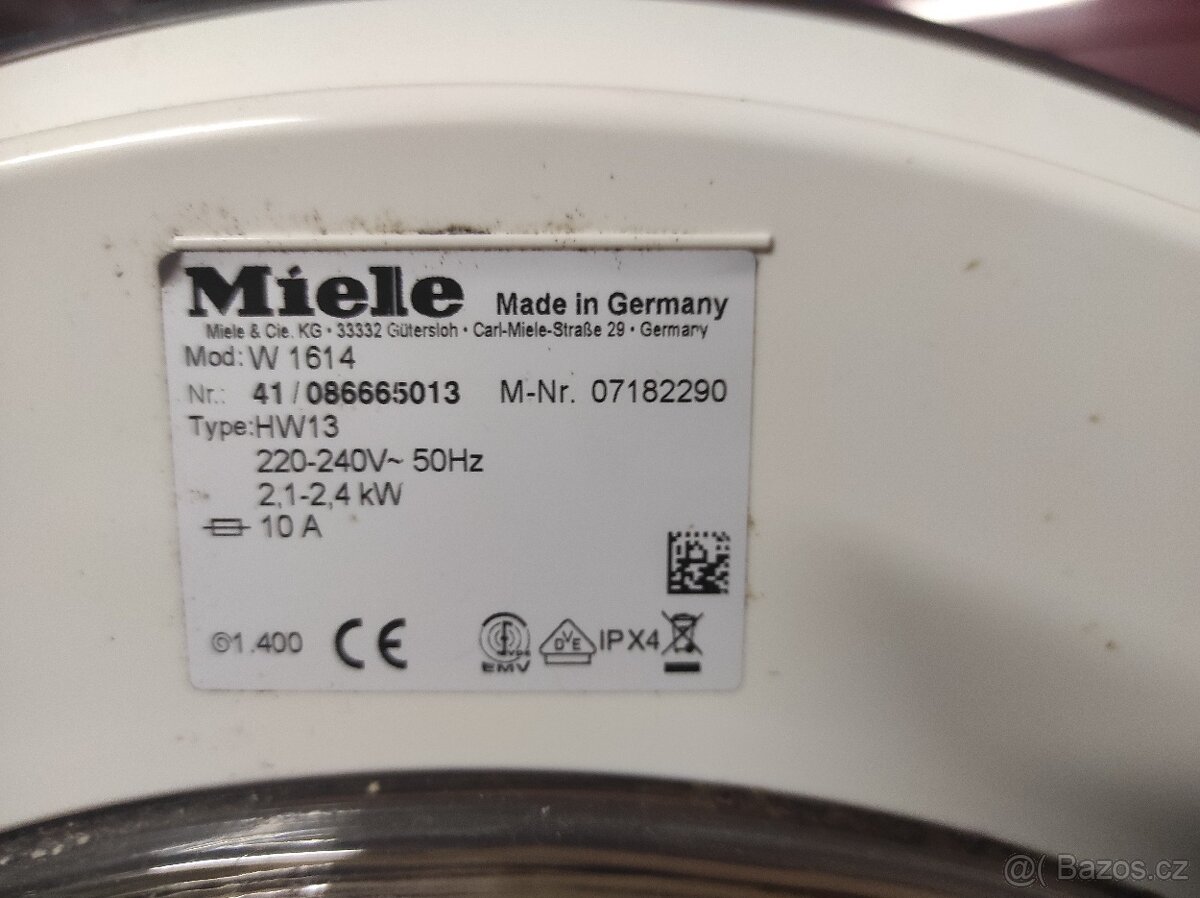 Miele Made in Germany
Miele & Cie. KG • 33332 Gütersloh • Carl-Miele-Straße 29 • Germany
Mod: W 1614
Nr.: 41 / 086665013 M-Nr. 07182290
Type: HW13
220-240V~ 50Hz
2,1-2,4 kW
10 A
1.400 CE EMV DVE IPX4
@( Bazos.cz